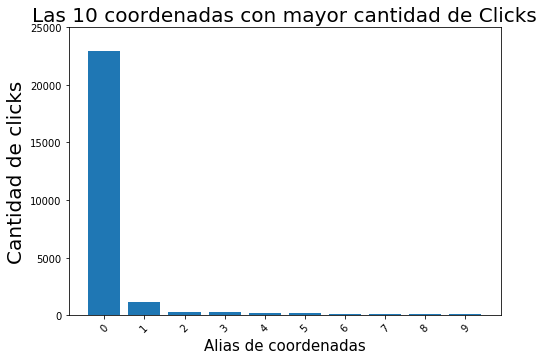 Las 10 coordenadas con mayor cantidad de Clicks
25000
20000
15000
10000
5000
0
Cantidad de clicks
0 1 2 3 4 5 6 7 8 9
Alias de coordenadas